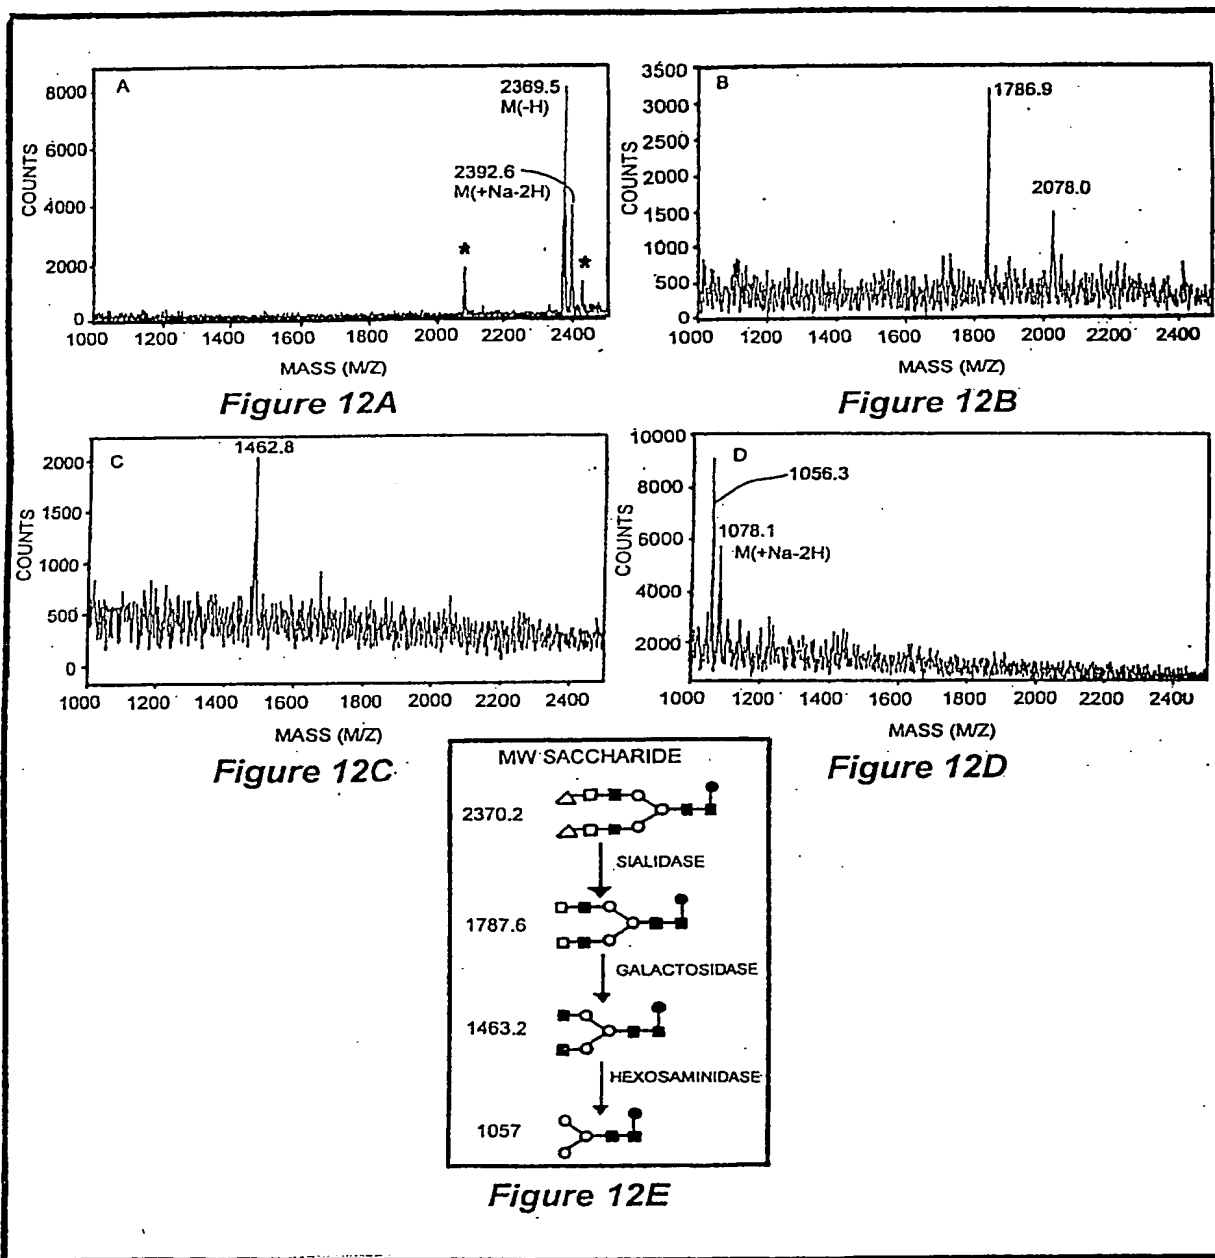 A
8000
6000
4000
2000
0
COUNTS
2369.5
M(-H)
2392.6
M(+Na-2H)
*
*
1000 1200 1400 1600 1800 2000 2200 2400
MASS (M/Z)
Figure 12A
B
3500
3000
2500
2000
1500
1000
500
0
COUNTS
1786.9
2078.0
1000 1200 1400 1600 1800 2000 2200 2400
MASS (M/Z)
Figure 12B
C
2000
1500
1000
500
0
COUNTS
1462.8
1000 1200 1400 1600 1800 2000 2200 2400
MASS (M/Z)
Figure 12C
D
10000
8000
6000
4000
2000
COUNTS
1056.3
1078.1
M(+Na-2H)
1000 1200 1400 1600 1800 2000 2200 2400
MASS (M/Z)
Figure 12D
MW SACCHARIDE
2370.2
SIALIDASE
1787.6
GALACTOSIDASE
1463.2
HEXOSAMINIDASE
1057
Figure 12E